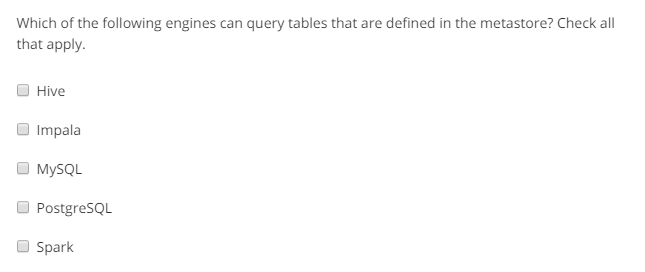 Which of the following engines can query tables that are defined in the metastore? Check all
that apply.
Hive
Impala
MySQL
PostgreSQL
Spark